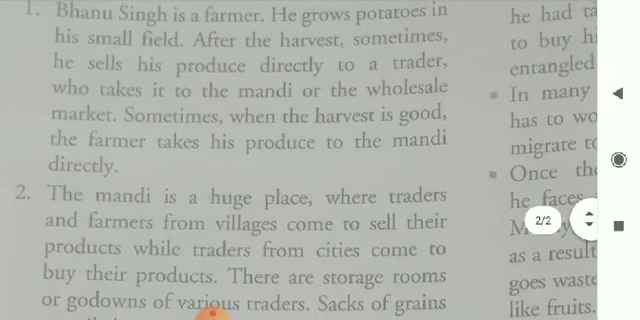 1. Bhanu Singh is a farmer. He grows potatoes in
his small field. After the harvest, sometimes,
he sells his produce directly to a trader,
who takes it to the mandi or the wholesale
market. Sometimes, when the harvest is good,
the farmer takes his produce to the mandi
directly.
2. The mandi is a huge place, where traders
and farmers from villages come to sell their
products while traders from cities come to
buy their products. There are storage rooms
or godowns of various traders. Sacks of grains
he had
to buy
entangled
▪ In many
has to
migrate
▪ Once
he faces
2/2
as a result
goes
like fruits.